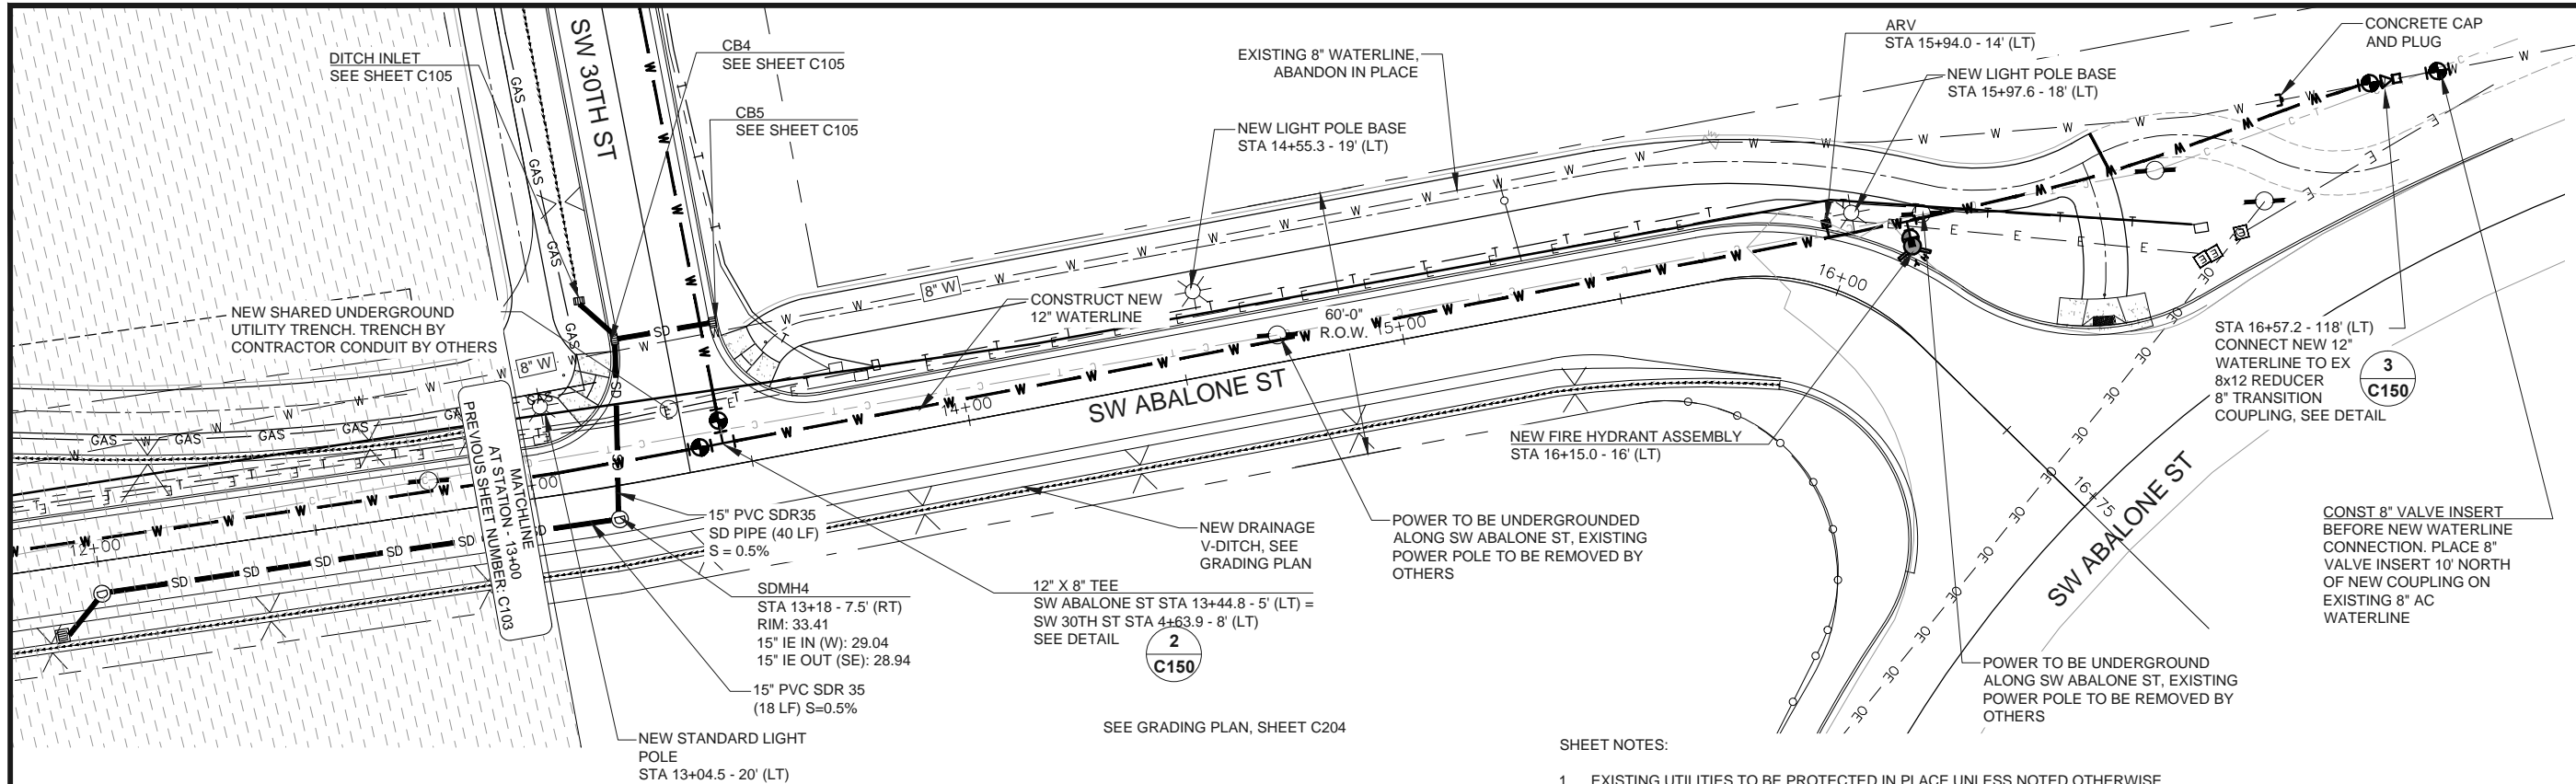 DITCH INLET
SEE SHEET C105
SW 30TH ST
CB4
SEE SHEET C105
CB5
SEE SHEET C105
EXISTING 8" WATERLINE,
ABANDON IN PLACE
NEW LIGHT POLE BASE
STA 14+55.3 - 19' (LT)
ARV
STA 15+94.0 - 14' (LT)
NEW LIGHT POLE BASE
STA 15+97.6 - 18' (LT)
CONCRETE CAP
AND PLUG
NEW SHARED UNDERGROUND
UTILITY TRENCH. TRENCH BY
CONTRACTOR CONDUIT BY OTHERS
8" W
8" W
CONSTRUCT NEW
12" WATERLINE
60'-0"
R.O.W.
12+00
14+00
15+00
16+00
16+75
SW ABALONE ST
SW ABALONE ST
MATCHLINE
AT STATION - 13+00
PREVIOUS SHEET NUMBER: C103
NEW FIRE HYDRANT ASSEMBLY
STA 16+15.0 - 16' (LT)
STA 16+57.2 - 118' (LT)
CONNECT NEW 12"
WATERLINE TO EX
8x12 REDUCER
8" TRANSITION
COUPLING, SEE DETAIL
3
C150
15" PVC SDR35
SD PIPE (40 LF)
S = 0.5%
SDMH4
STA 13+18 - 7.5' (RT)
RIM: 33.41
15" IE IN (W): 29.04
15" IE OUT (SE): 28.94
15" PVC SDR 35
(18 LF) S=0.5%
NEW STANDARD LIGHT
POLE
STA 13+04.5 - 20' (LT)
12" X 8" TEE
SW ABALONE ST STA 13+44.8 - 5' (LT) =
SW 30TH ST STA 4+63.9 - 8' (LT)
SEE DETAIL
2
C150
NEW DRAINAGE
V-DITCH, SEE
GRADING PLAN
POWER TO BE UNDERGROUNDED
ALONG SW ABALONE ST, EXISTING
POWER POLE TO BE REMOVED BY
OTHERS
CONST 8" VALVE INSERT
BEFORE NEW WATERLINE
CONNECTION. PLACE 8"
VALVE INSERT 10' NORTH
OF NEW COUPLING ON
EXISTING 8" AC
WATERLINE
POWER TO BE UNDERGROUND
ALONG SW ABALONE ST, EXISTING
POWER POLE TO BE REMOVED BY
OTHERS
SEE GRADING PLAN, SHEET C204
SHEET NOTES:
1. EXISTING UTILITIES TO BE PROTECTED IN PLACE UNLESS NOTED OTHERWISE